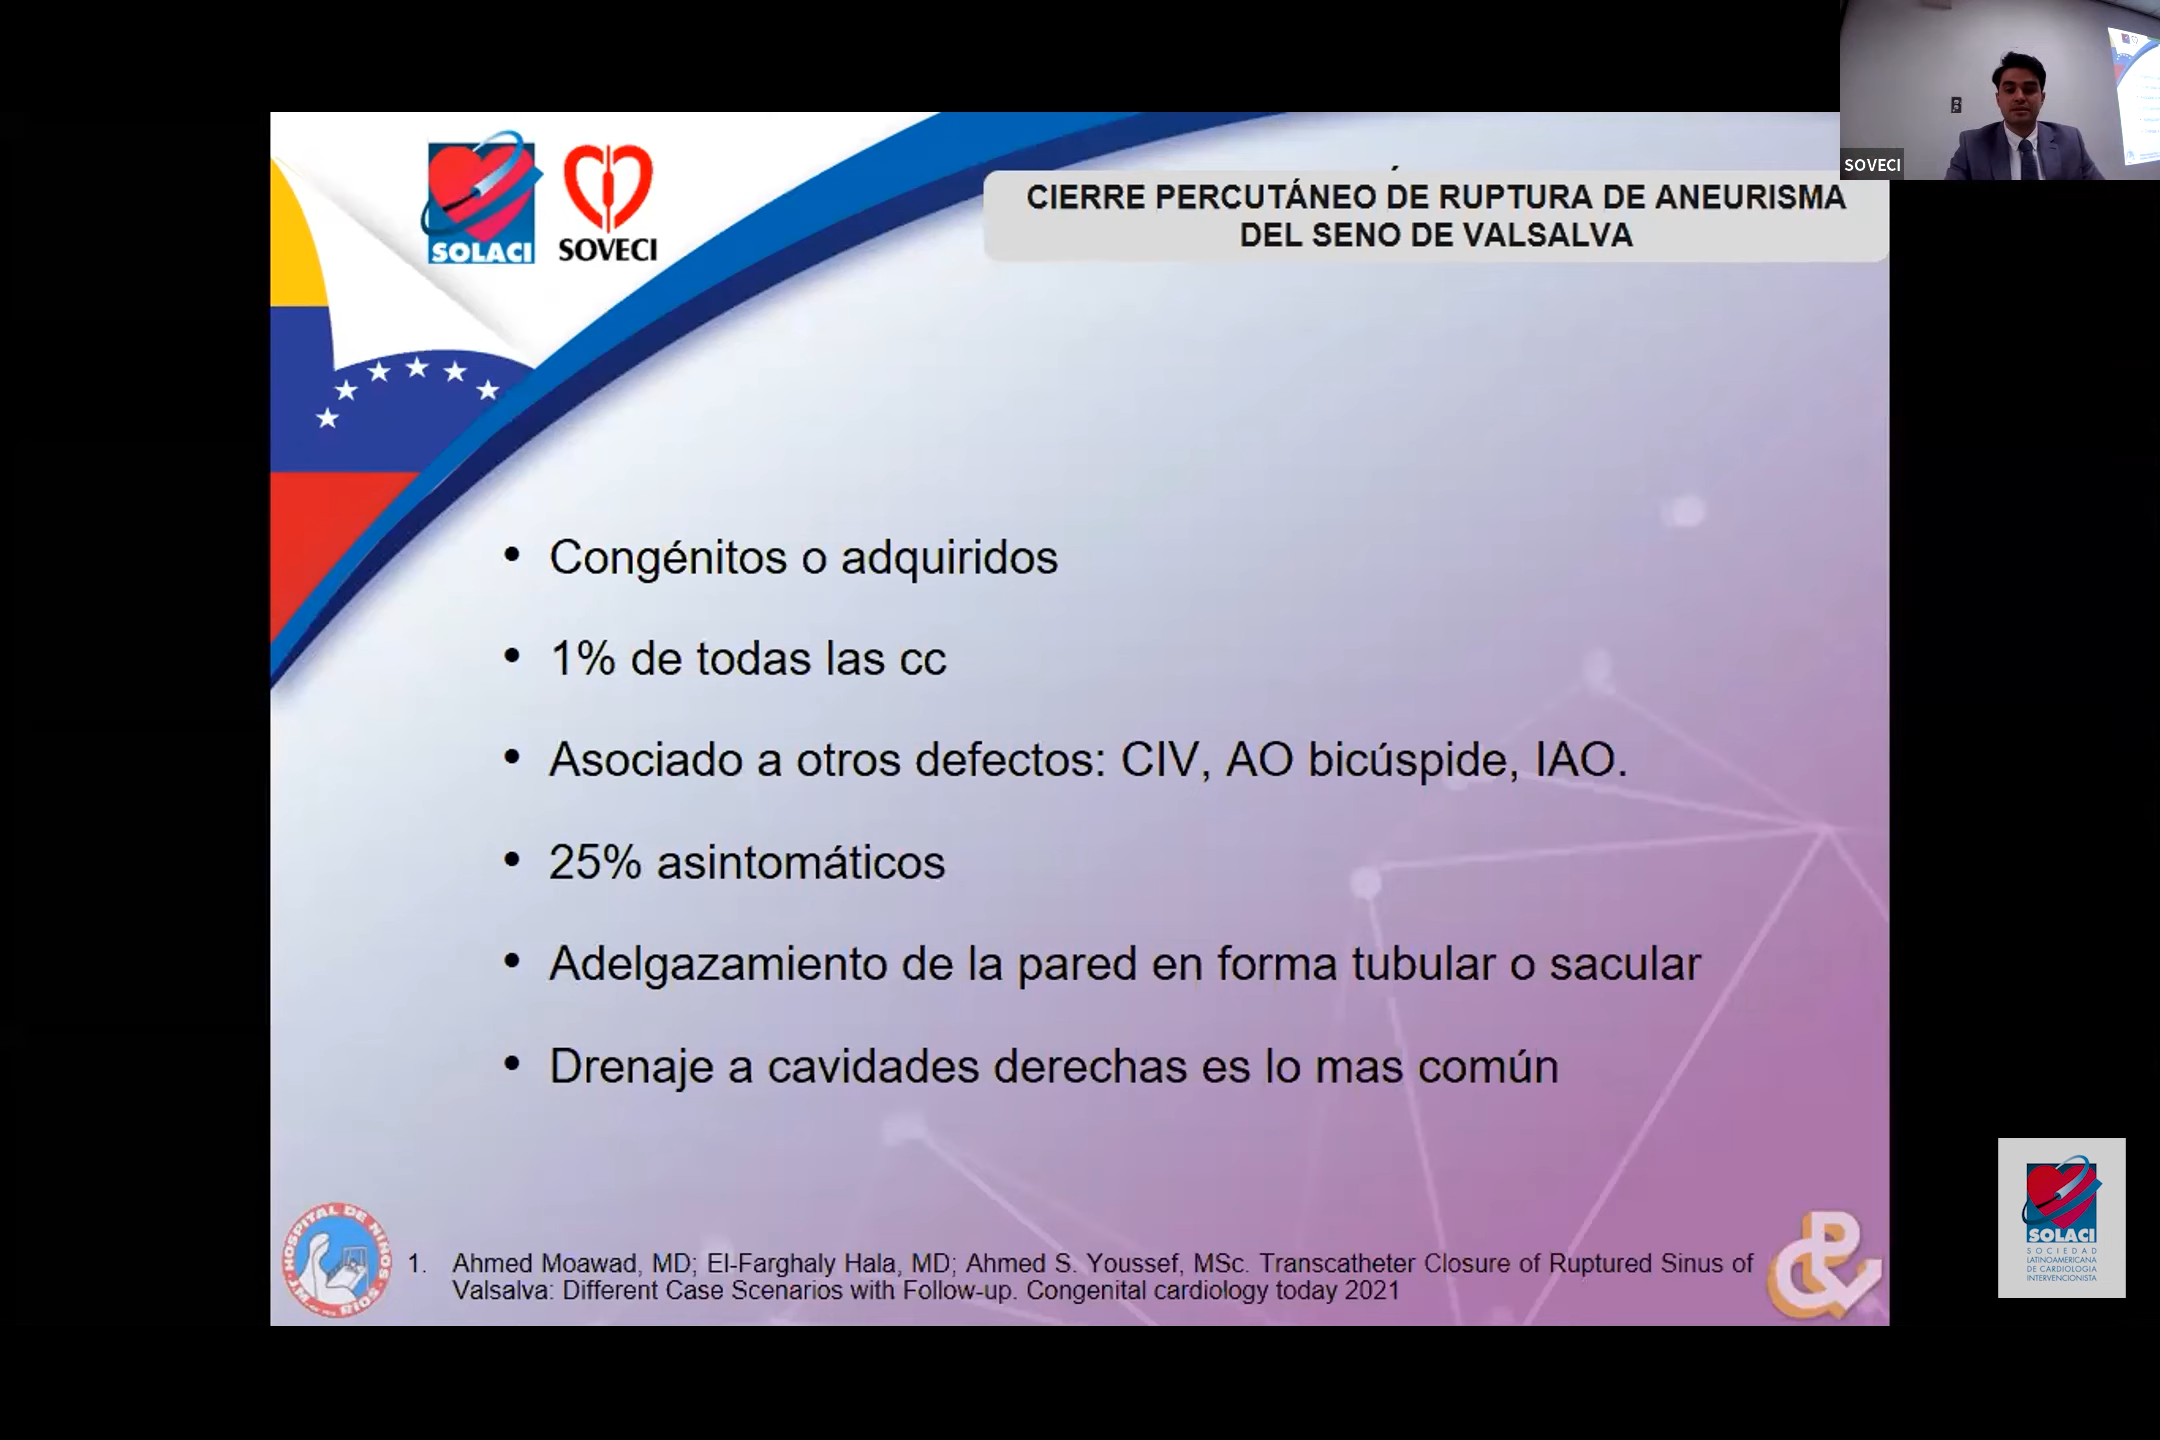 SOVECI
SOLACI
SOVECI
CIERRE PERCUTÁNEO DE RUPTURA DE ANEURISMA
DEL SENO DE VALSALVA
• Congénitos o adquiridos
• 1% de todas las cc
• Asociado a otros defectos: CIV, AO bicúspide, IAO.
• 25% asintomáticos
• Adelgazamiento de la pared en forma tubular o sacular
• Drenaje a cavidades derechas es lo mas común
HOSPITAL DE NIÑOS
1. Ahmed Moawad, MD; El-Farghaly Hala, MD; Ahmed S. Youssef, MSc. Transcatheter Closure of Ruptured Sinus of
Valsalva: Different Case Scenarios with Follow-up. Congenital cardiology today 2021
SOLACI
SOCIEDAD
LATINOAMERICANA
DE CARDIOLOGIA
INTERVENCIONISTA